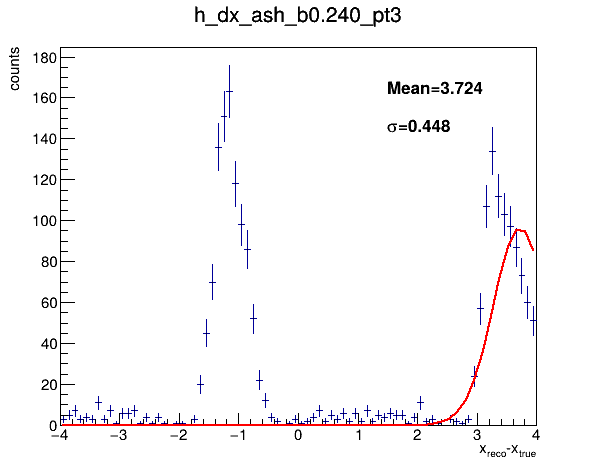 h_dx_ash_b0.240_pt3
counts
Mean=3.724
σ=0.448
180
160
140
120
100
80
60
40
20
0
−4 −3 −2 −1 0 1 2 3 4
x_reco-x_true